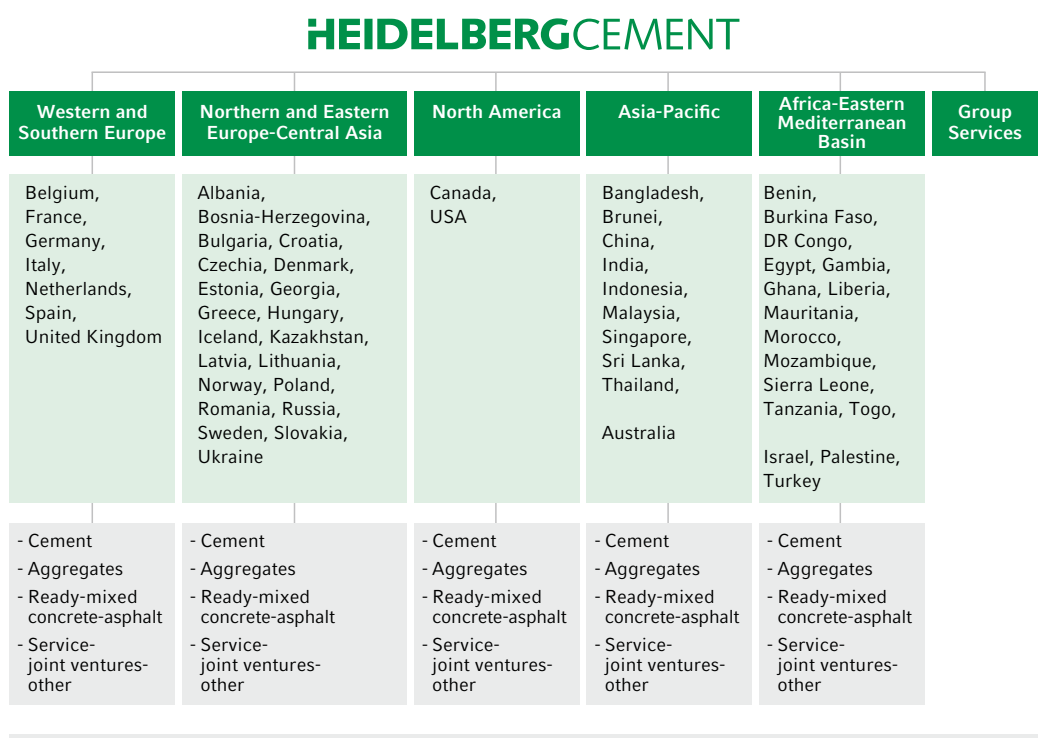 HEIDELBERGCEMENT
Western and
Southern Europe
Northern and Eastern
Europe-Central Asia
North America
Asia-Pacific
Africa-Eastern
Mediterranean
Basin
Group
Services
Belgium,
France,
Germany,
Italy,
Netherlands,
Spain,
United Kingdom
Albania,
Bosnia-Herzegovina,
Bulgaria, Croatia,
Czechia, Denmark,
Estonia, Georgia,
Greece, Hungary,
Iceland, Kazakhstan,
Latvia, Lithuania,
Norway, Poland,
Romania, Russia,
Sweden, Slovakia,
Ukraine
Canada,
USA
Bangladesh,
Brunei,
China,
India,
Indonesia,
Malaysia,
Singapore,
Sri Lanka,
Thailand,
Australia
Benin,
Burkina Faso,
DR Congo,
Egypt, Gambia,
Ghana, Liberia,
Mauritania,
Morocco,
Mozambique,
Sierra Leone,
Tanzania, Togo,
Israel, Palestine,
Turkey
- Cement
- Aggregates
- Ready-mixed
concrete-asphalt
- Service-
joint ventures-
other
- Cement
- Aggregates
- Ready-mixed
concrete-asphalt
- Service-
joint ventures-
other
- Cement
- Aggregates
- Ready-mixed
concrete-asphalt
- Service-
joint ventures-
other
- Cement
- Aggregates
- Ready-mixed
concrete-asphalt
- Service-
joint ventures-
other
- Cement
- Aggregates
- Ready-mixed
concrete-asphalt
- Service-
joint ventures-
other